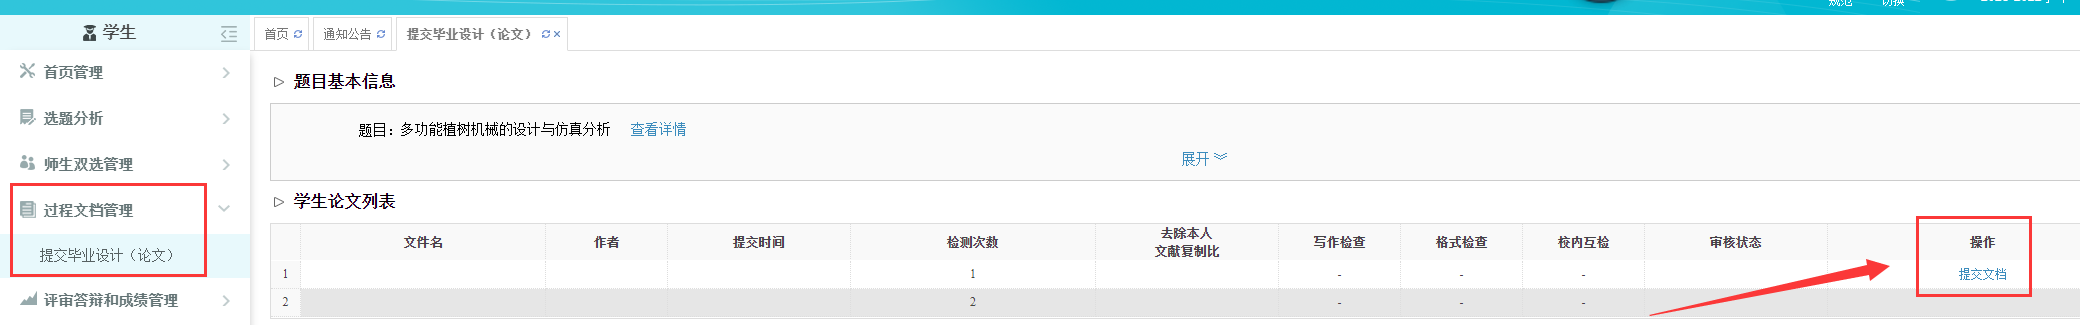 学生
首页 通知公告 提交毕业设计（论文）
首页管理
选题分析
师生双选管理
过程文档管理
提交毕业设计（论文）
评审答辩和成绩管理
题目基本信息
题目：多功能植树机械的设计与仿真分析 查看详情
展开
学生论文列表
文件名 作者 提交时间 检测次数 去除本人文献复制比 写作检查 格式检查 校内互检 审核状态 操作
1 1 - - - 提交文档
2 2 - - -